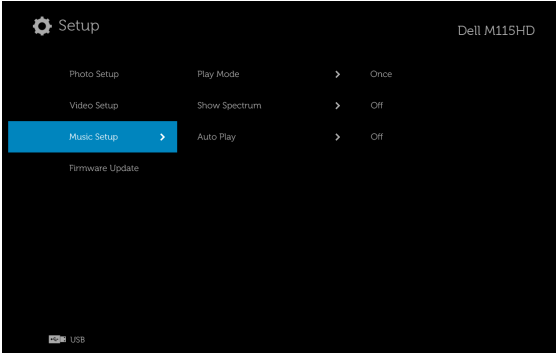 Setup
Dell M115HD
Photo Setup Play Mode > Once
Video Setup Show Spectrum > Off
Music Setup > Auto Play > Off
Firmware Update
USB